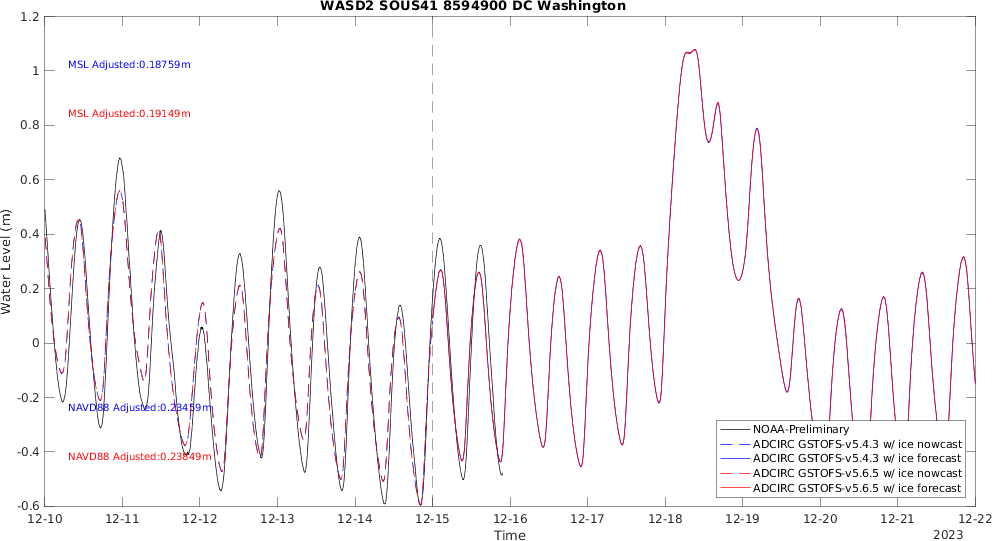 WASD2 SOUS41 8594900 DC Washington
1.2
1
0.8
0.6
0.4
0.2
0
-0.2
-0.4
-0.6
Water Level (m)
MSL Adjusted:0.18759m
MSL Adjusted:0.19149m
NAVD88 Adjusted:0.23459m
NAVD88 Adjusted:0.23849m
NOAA-Preliminary
ADCIRC GSTOFS-v5.4.3 w/ ice nowcast
ADCIRC GSTOFS-v5.4.3 w/ ice forecast
ADCIRC GSTOFS-v5.6.5 w/ ice nowcast
ADCIRC GSTOFS-v5.6.5 w/ ice forecast
12-10 12-11 12-12 12-13 12-14 12-15 12-16 12-17 12-18 12-19 12-20 12-21 12-22
Time
2023